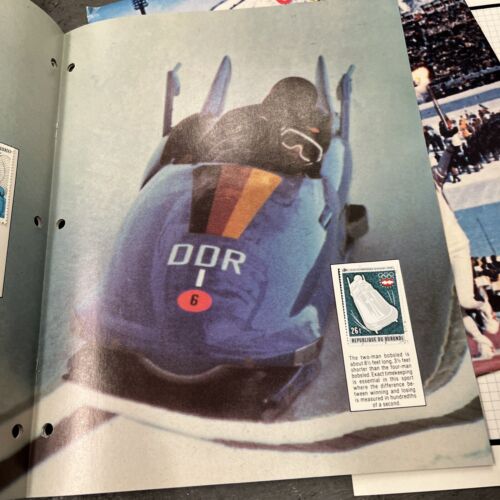 DDR
I
6
26F
REPUBLIQUE DU BURUNDI
The two-man bobsled is
about 8½ feet long, 3½ feet
shorter than the four-man
bobsled. Exact timekeeping
is essential in this sport
where the difference be-
tween winning and losing
is measured in hundredths
of a second.